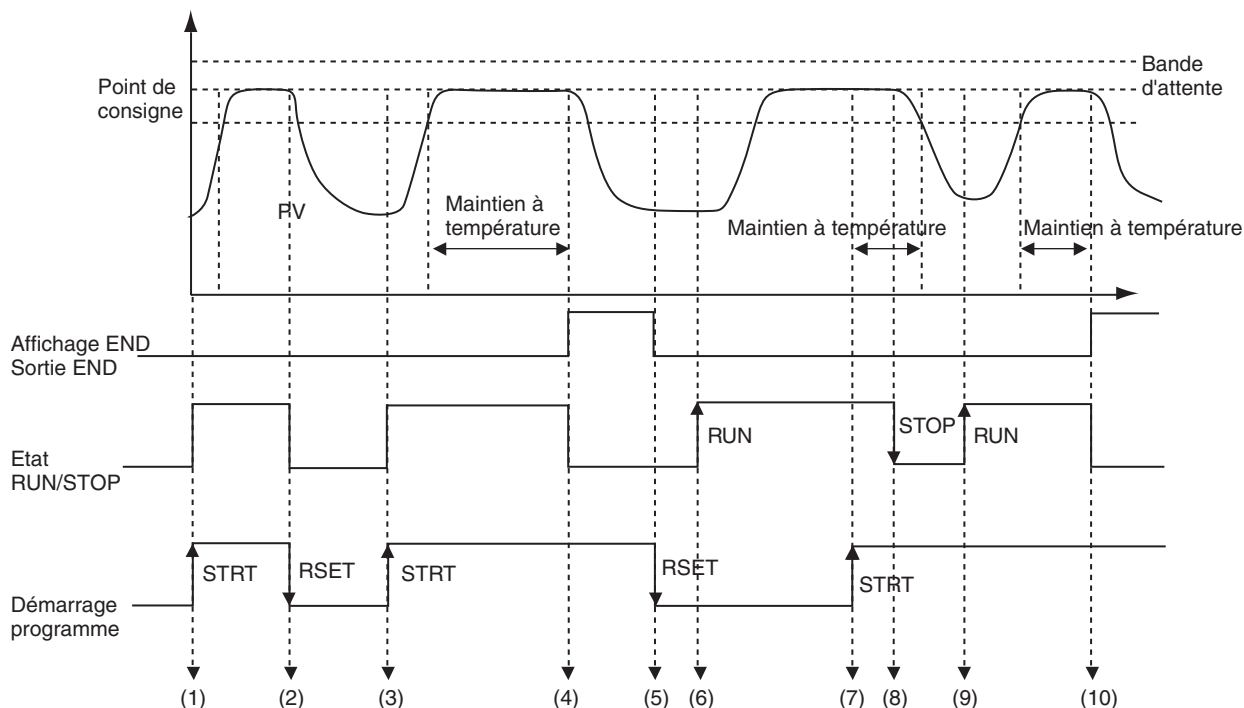 Point de
consigne
Bande
d'attente
PV
Maintien à
température
Maintien à température
Maintien à température
Affichage END
Sortie END
RUN
STOP
RUN
Etat
RUN/STOP
STRT
RSET
STRT
RSET
STRT
Démarrage
programme
(1)
(2)
(3)
(4)
(5)
(6)
(7)
(8)
(9)
(10)